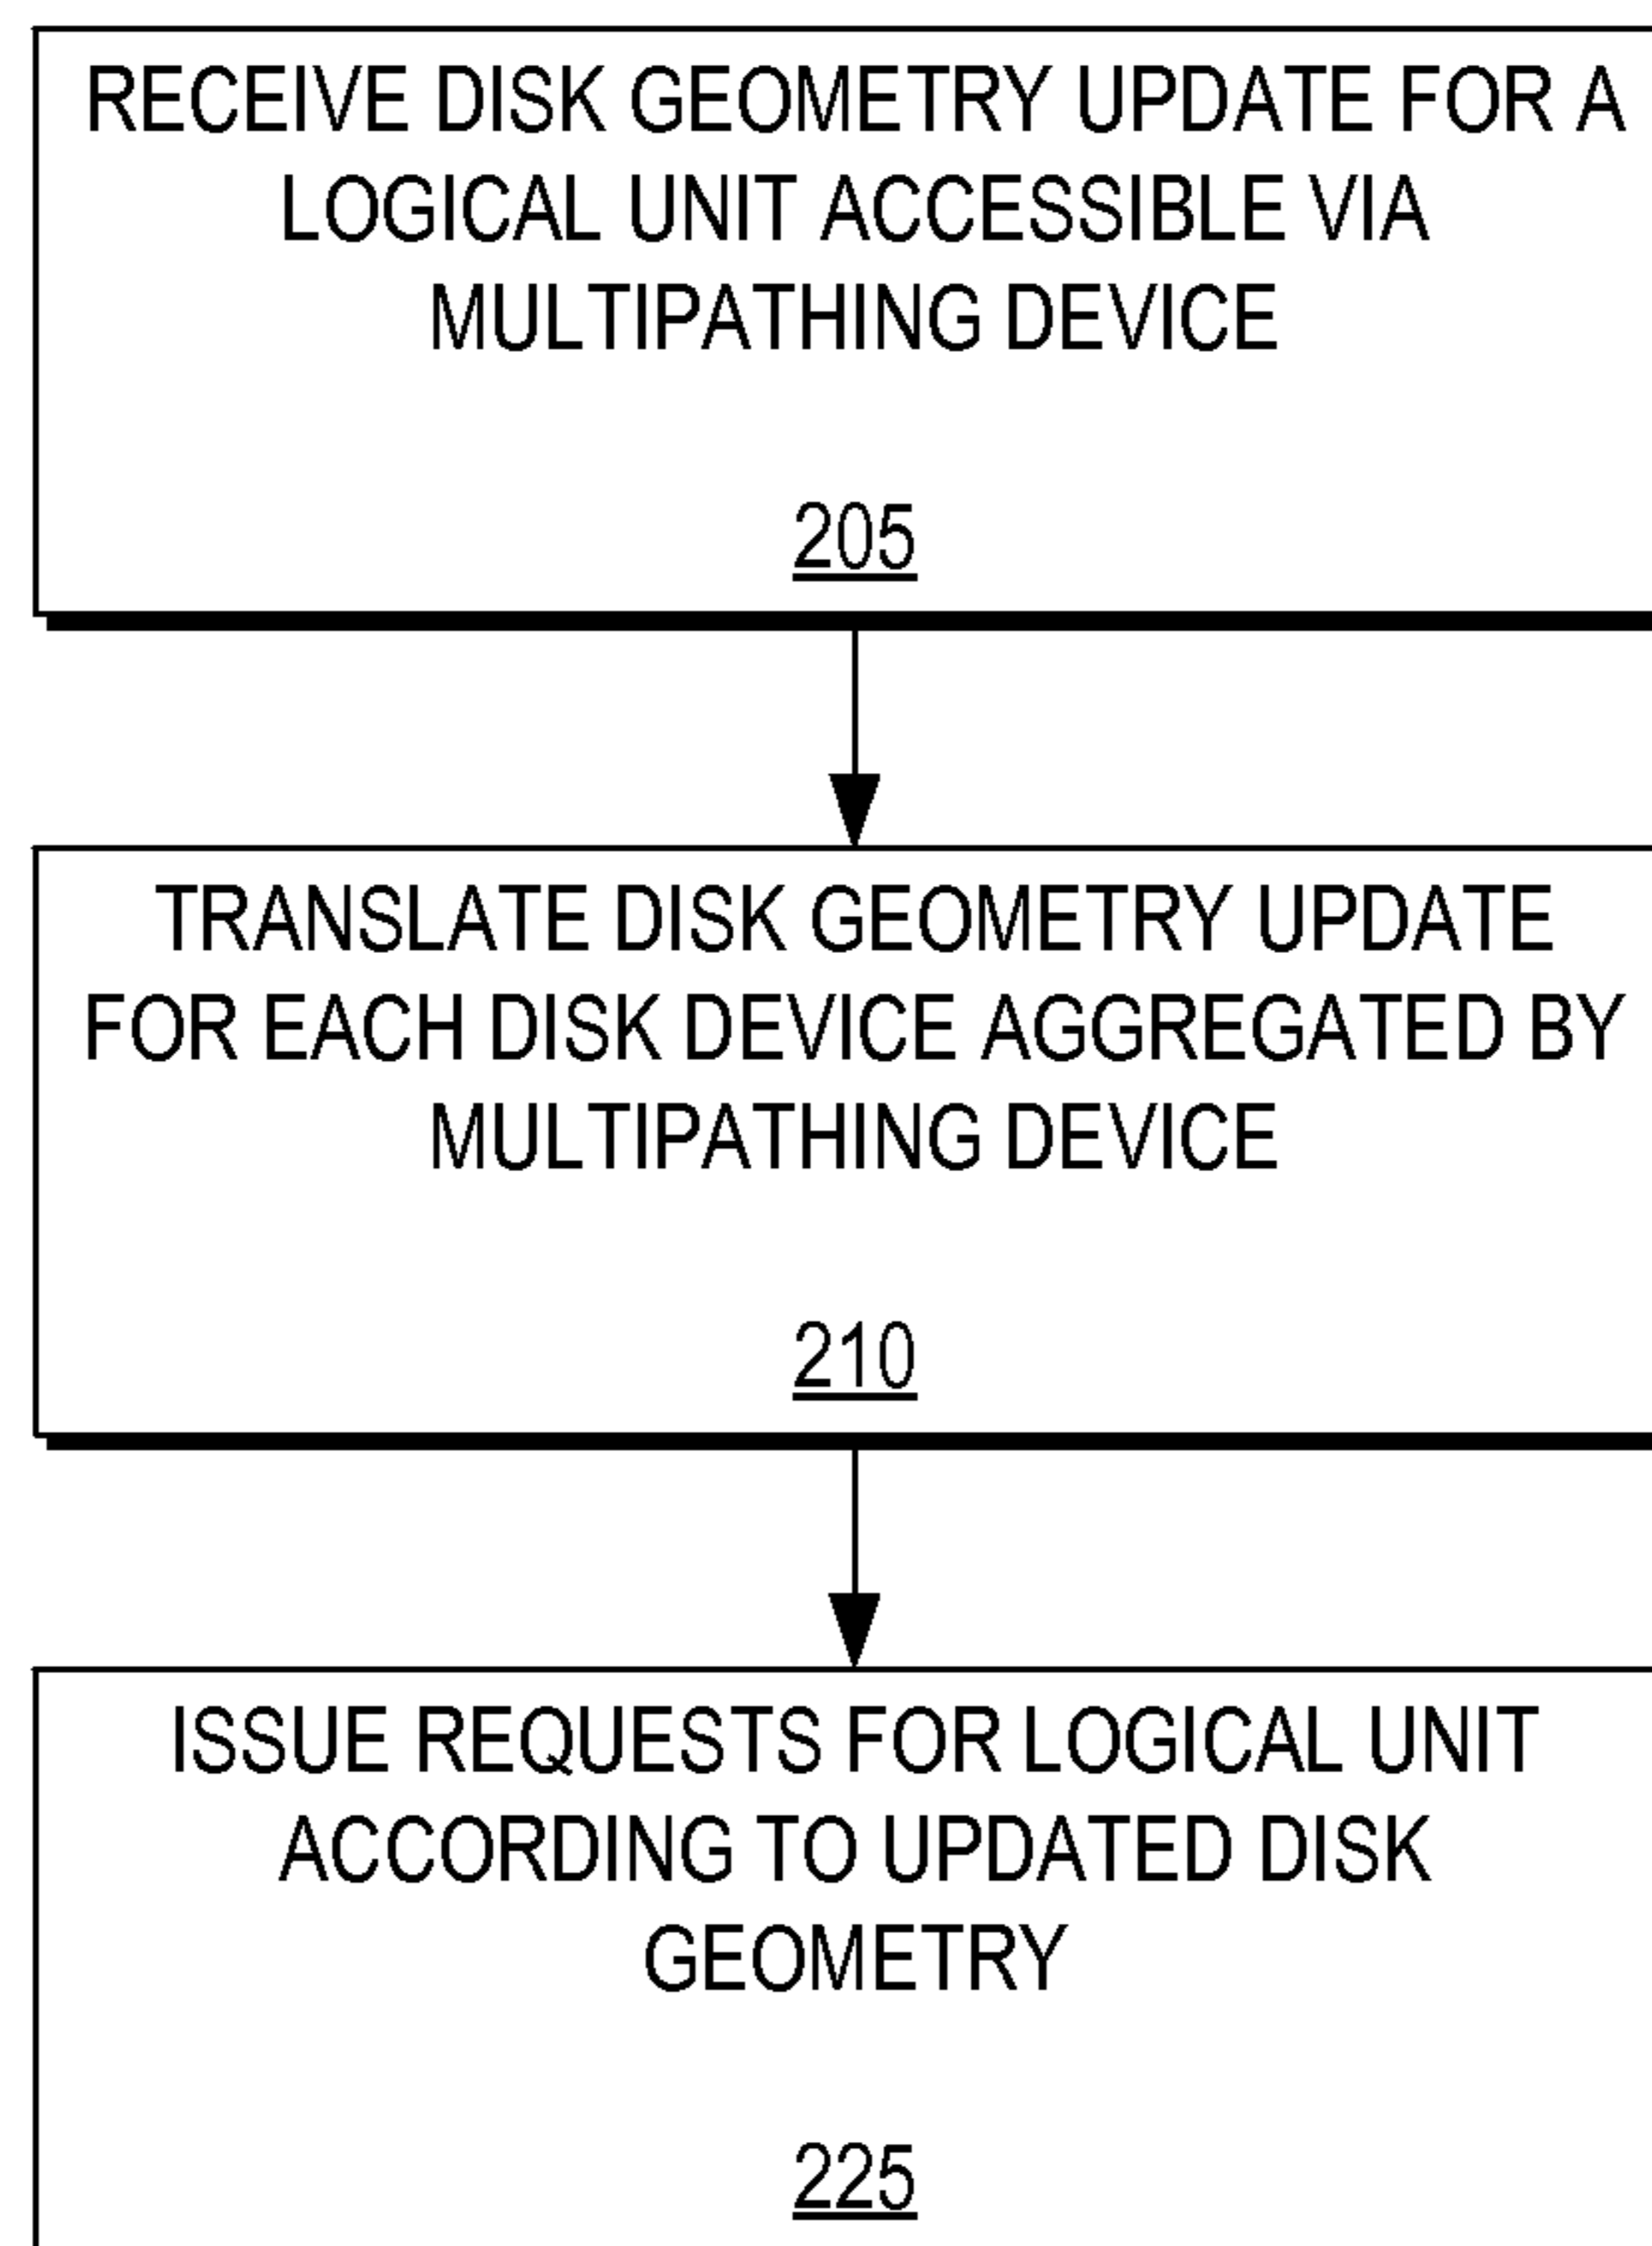 RECEIVE DISK GEOMETRY UPDATE FOR A
LOGICAL UNIT ACCESSIBLE VIA
MULTIPATHING DEVICE
205
TRANSLATE DISK GEOMETRY UPDATE
FOR EACH DISK DEVICE AGGREGATED BY
MULTIPATHING DEVICE
210
ISSUE REQUESTS FOR LOGICAL UNIT
ACCORDING TO UPDATED DISK
GEOMETRY
225